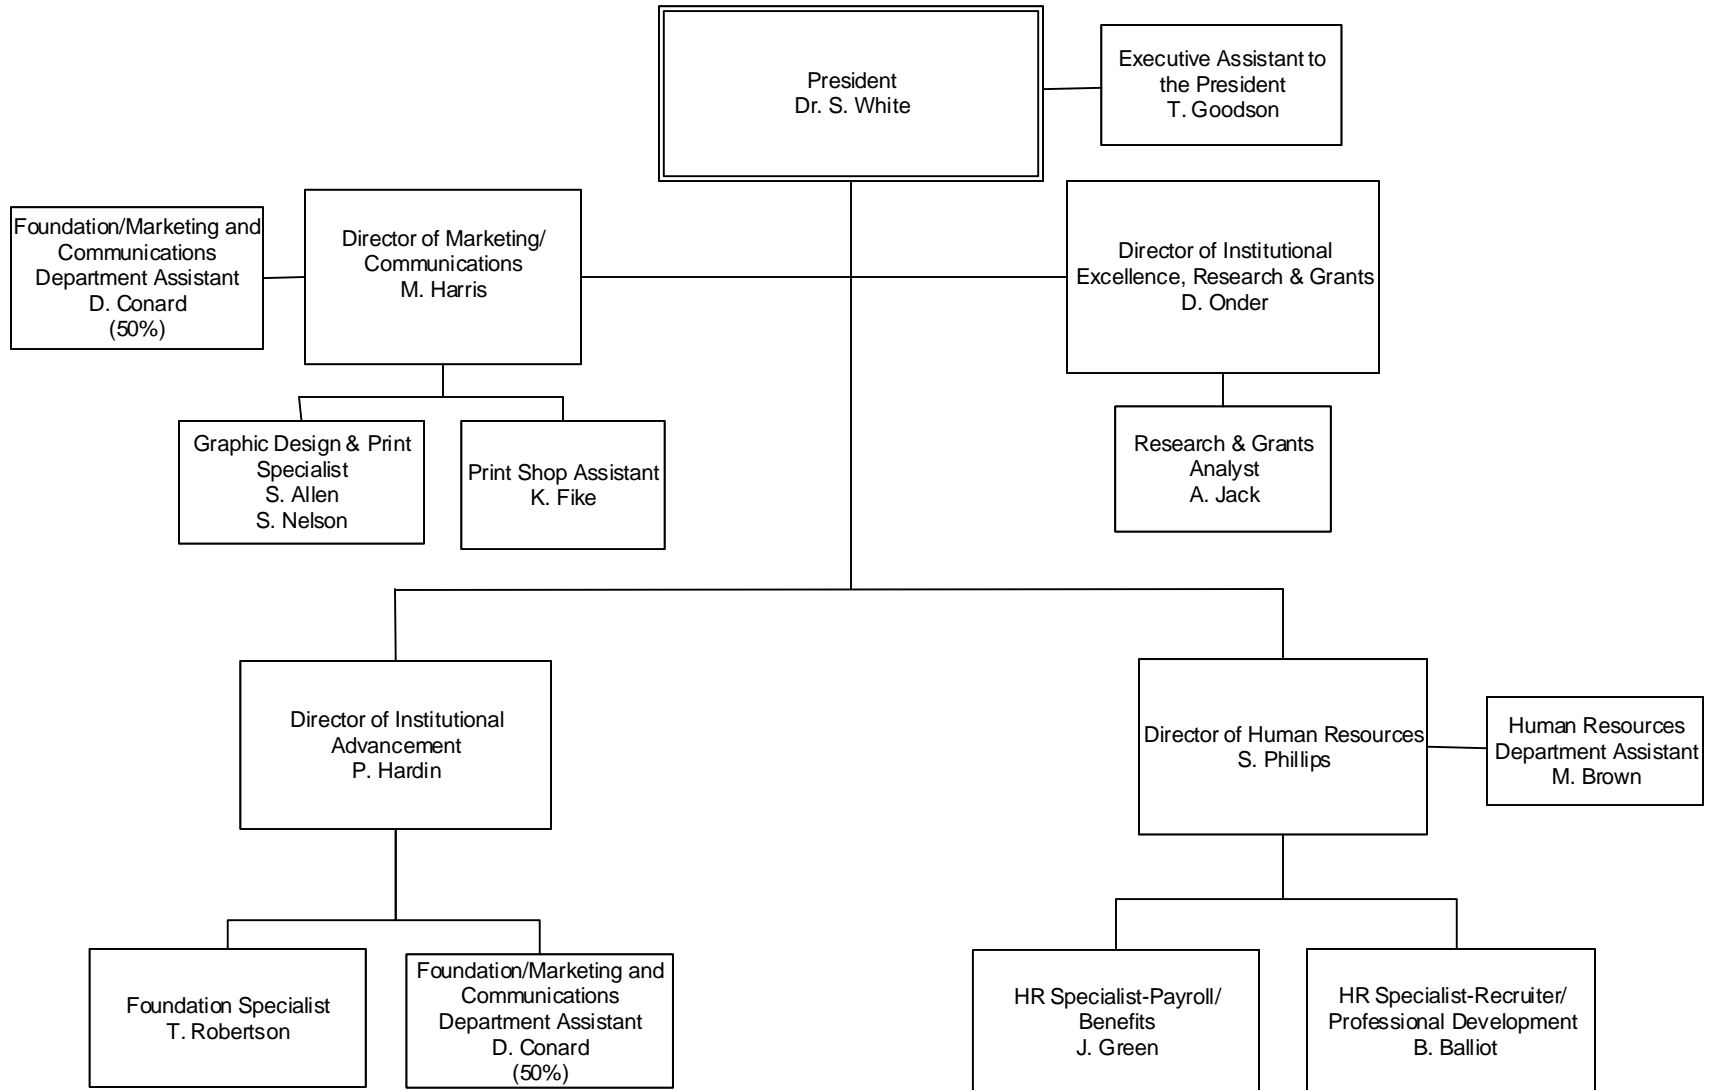 President
Dr. S. White
Executive Assistant to
the President
T. Goodson
Foundation/Marketing and
Communications
Department Assistant
D. Conard
(50%)
Director of Marketing/
Communications
M. Harris
Director of Institutional
Excellence, Research & Grants
D. Onder
Graphic Design & Print
Specialist
S. Allen
S. Nelson
Print Shop Assistant
K. Fike
Research & Grants
Analyst
A. Jack
Director of Institutional
Advancement
P. Hardin
Director of Human Resources
S. Phillips
Human Resources
Department Assistant
M. Brown
Foundation Specialist
T. Robertson
Foundation/Marketing and
Communications
Department Assistant
D. Conard
(50%)
HR Specialist-Payroll/
Benefits
J. Green
HR Specialist-Recruiter/
Professional Development
B. Balliot